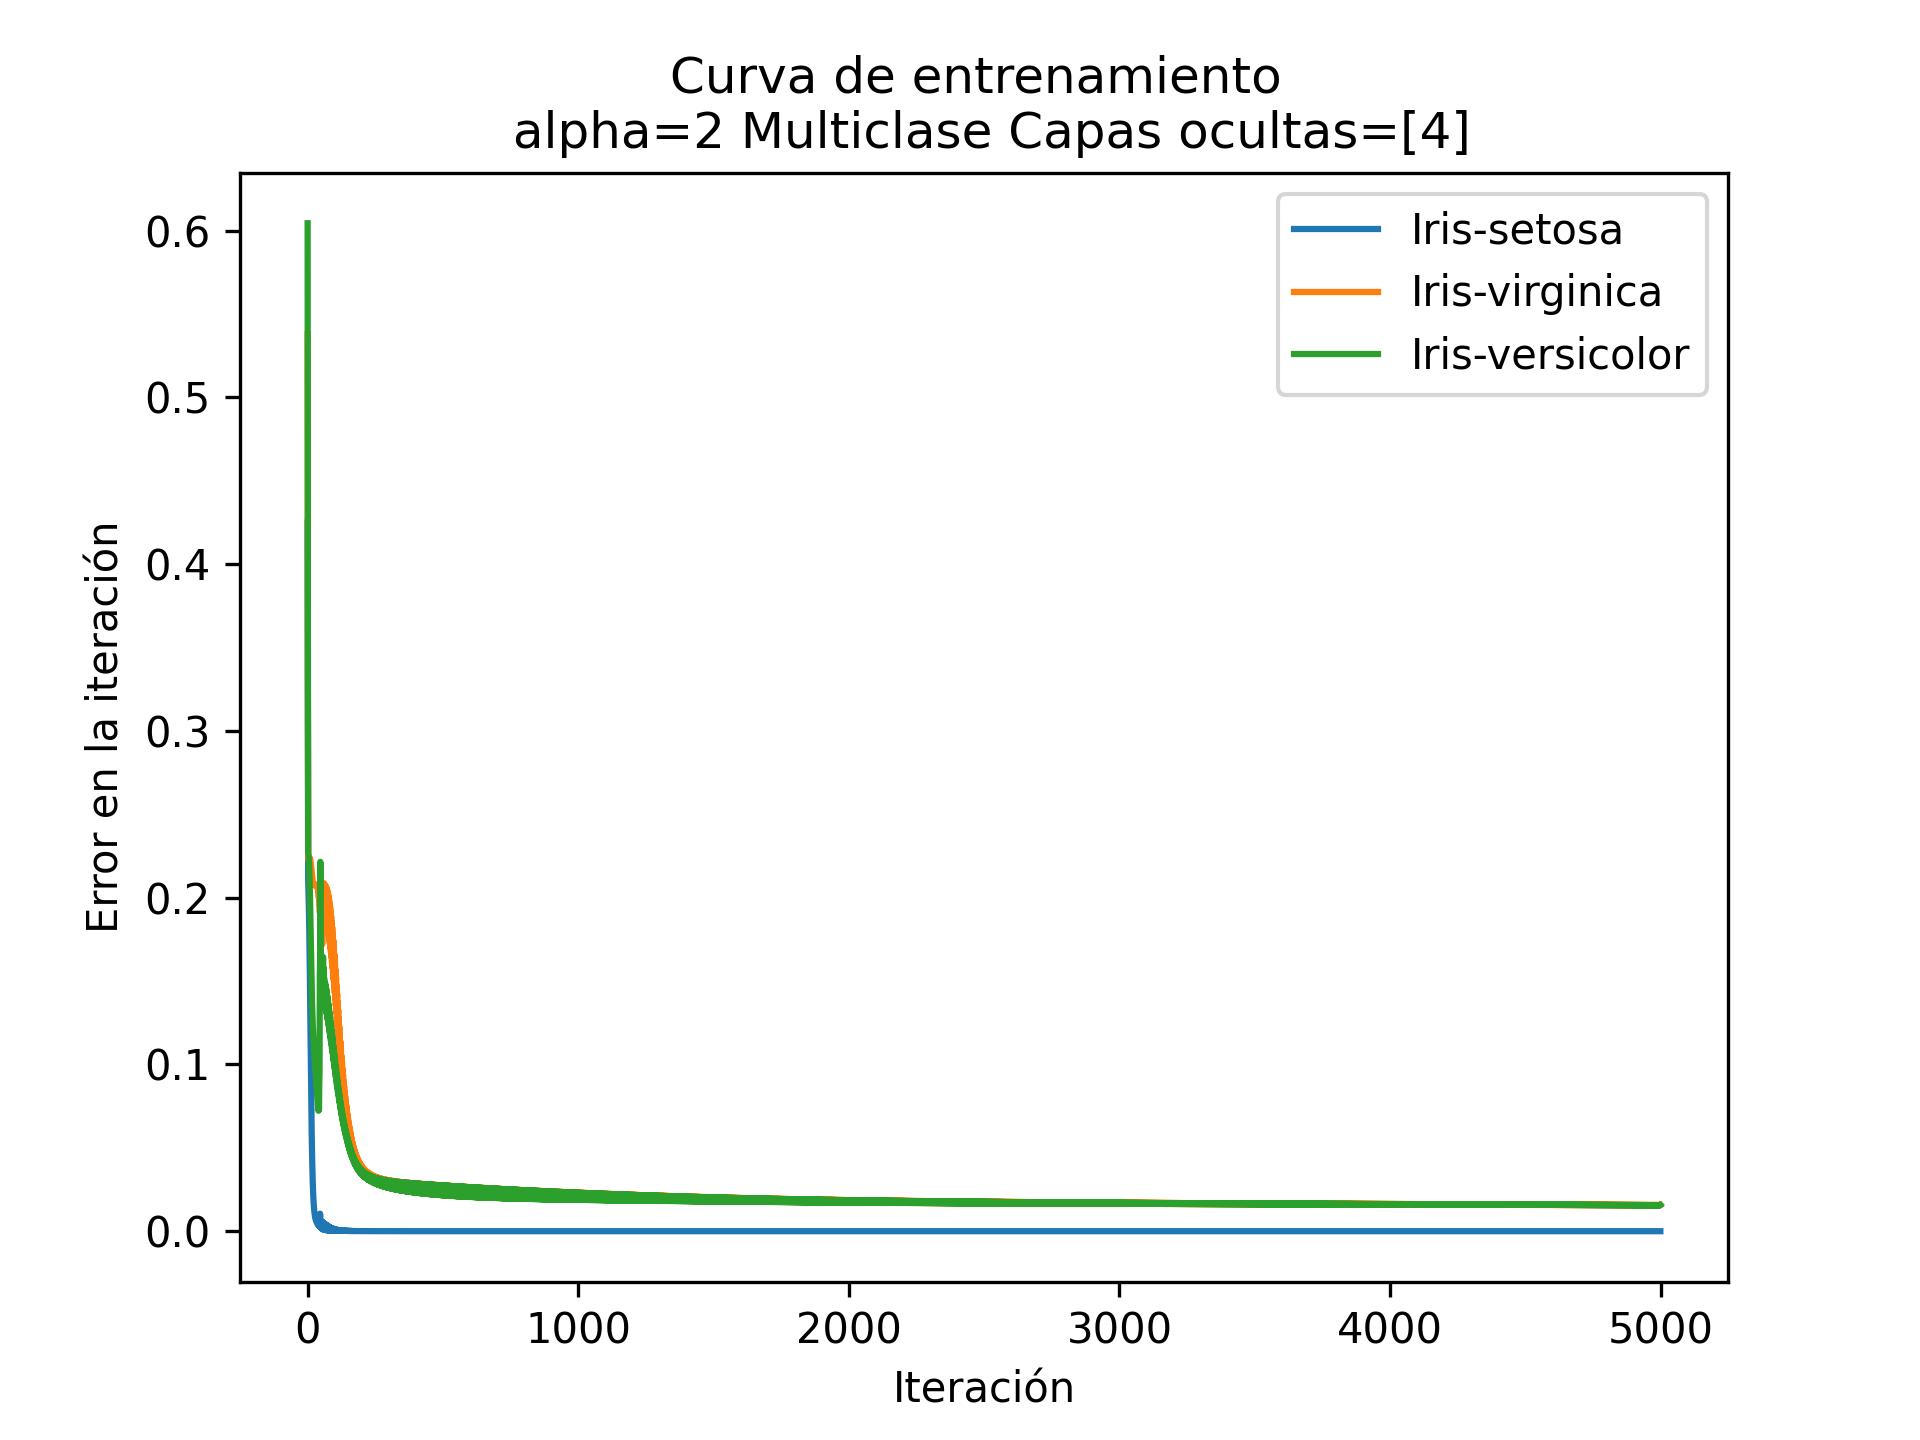 Curva de entrenamiento
alpha=2 Multiclase Capas ocultas=[4]
Iris-setosa
Iris-virginica
Iris-versicolor
Error en la iteración
0.6
0.5
0.4
0.3
0.2
0.1
0.0
0 1000 2000 3000 4000 5000
Iteración